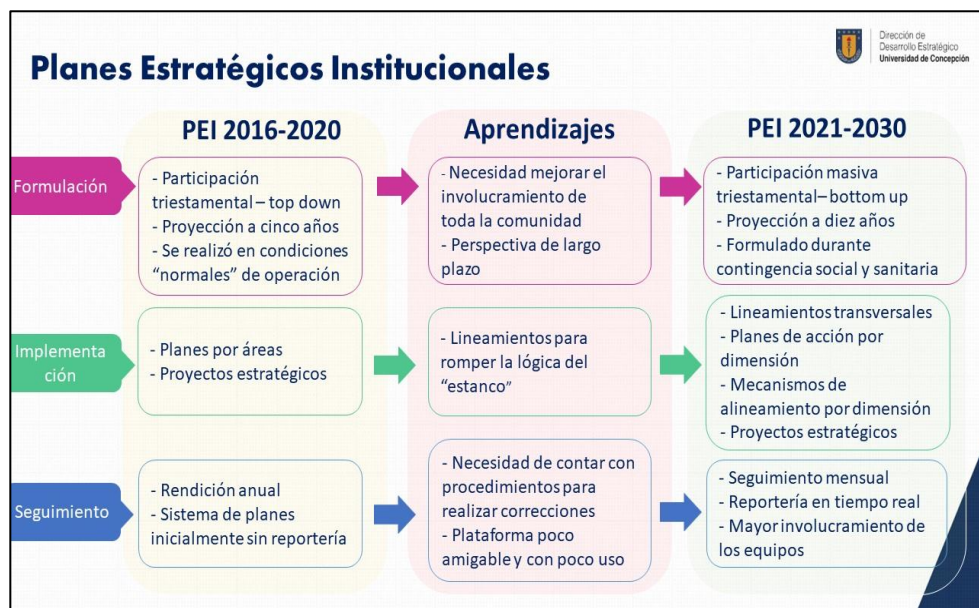 Planes Estratégicos Institucionales
Dirección de
Desarrollo Estratégico
Universidad de Concepción
PEI 2016-2020
Aprendizajes
PEI 2021-2030
Formulación
- Participación
triestamental – top down
- Proyección a cinco años
- Se realizó en condiciones
“normales” de operación
- Necesidad mejorar el
involucramiento de
toda la comunidad
- Perspectiva de largo
plazo
- Participación masiva
triestamental– bottom up
- Proyección a diez años
- Formulado durante
contingencia social y sanitaria
Implementa
ción
- Planes por áreas
- Proyectos estratégicos
- Lineamientos para
romper la lógica del
“estanco”
- Lineamientos transversales
- Planes de acción por
dimensión
- Mecanismos de
alineamiento por dimensión
- Proyectos estratégicos
Seguimiento
- Rendición anual
- Sistema de planes
inicialmente sin reportería
- Necesidad de contar con
procedimientos para
realizar correcciones
- Plataforma poco
amigable y con poco uso
- Seguimiento mensual
- Reportería en tiempo real
- Mayor involucramiento de
los equipos